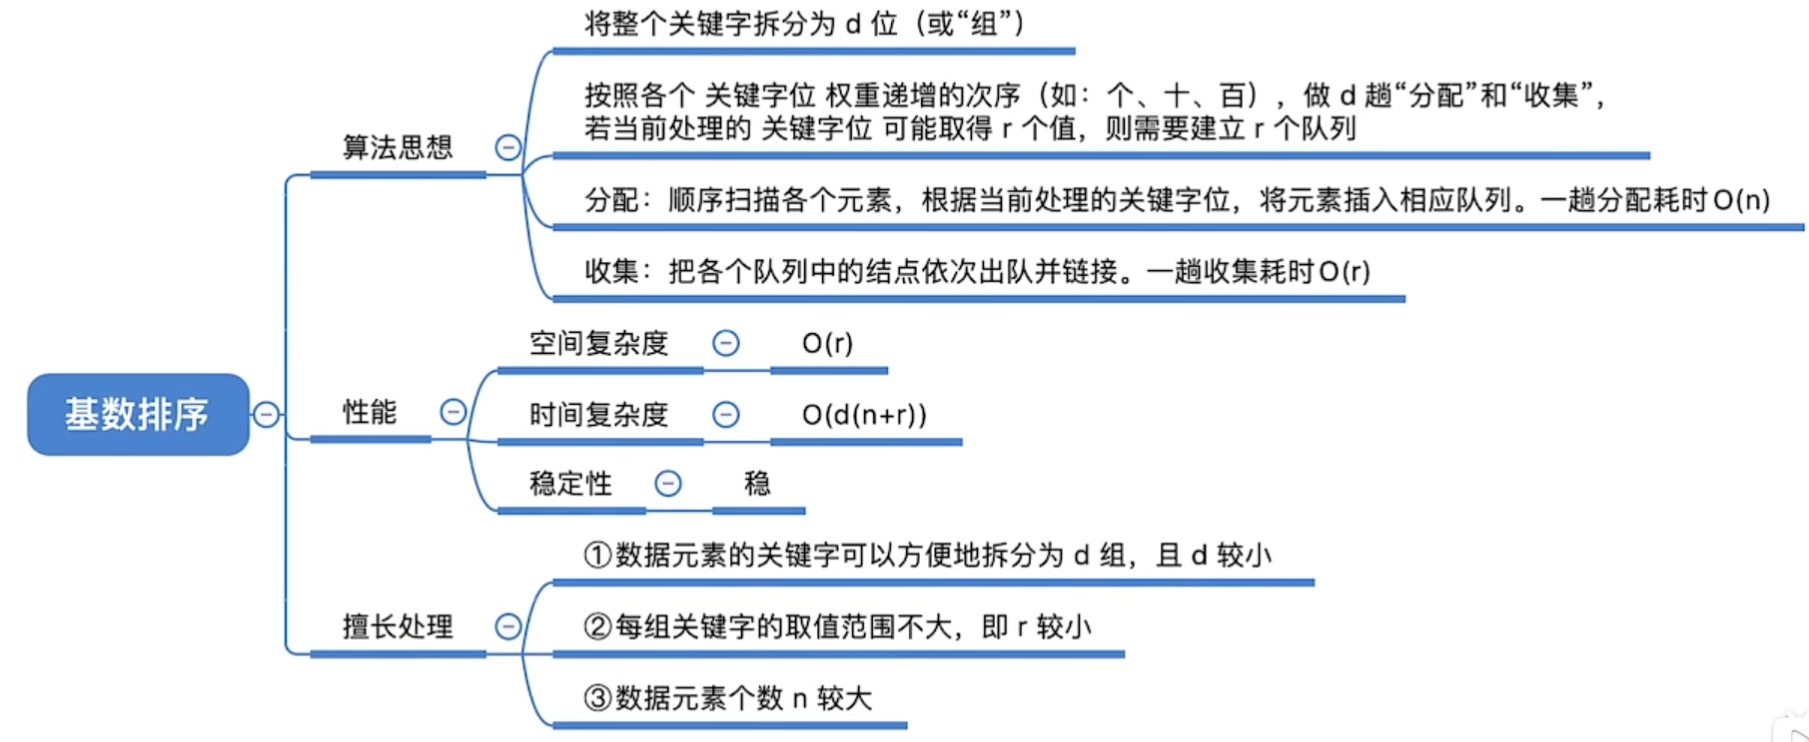 基数排序
算法思想
将整个关键字拆分为 d 位（或“组”）
按照各个 关键字位 权重递增的次序（如：个、十、百），做 d 趟“分配”和“收集”，
若当前处理的 关键字位 可能取得 r 个值，则需要建立 r 个队列
分配：顺序扫描各个元素，根据当前处理的关键字位，将元素插入相应队列。一趟分配耗时O(n)
收集：把各个队列中的结点依次出队并链接。一趟收集耗时O(r)
性能
空间复杂度
O(r)
时间复杂度
O(d(n+r))
稳定性
稳
擅长处理
①数据元素的关键字可以方便地拆分为 d 组，且 d 较小
②每组关键字的取值范围不大，即 r 较小
③数据元素个数 n 较大